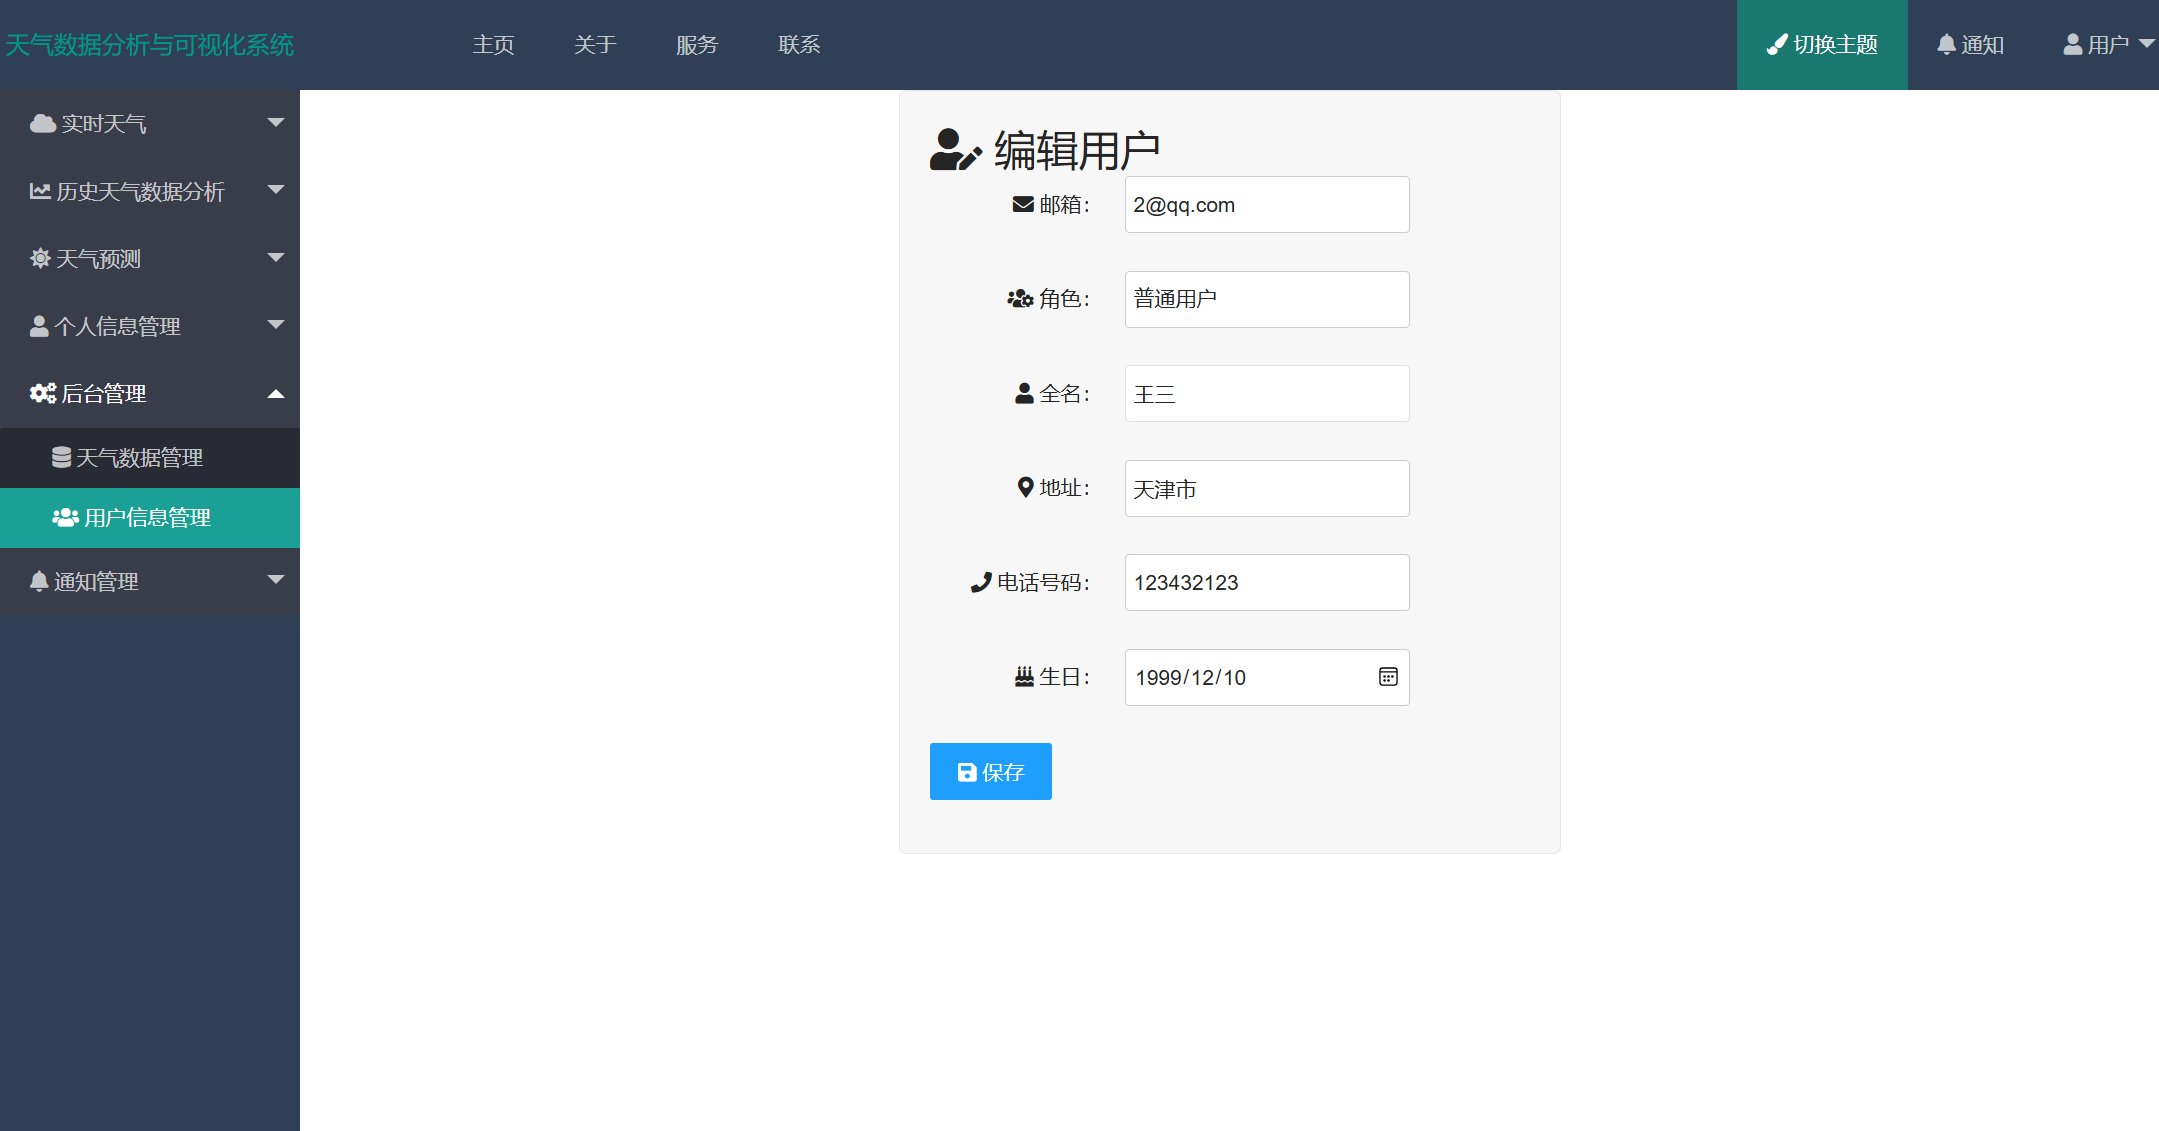 天气数据分析与可视化系统
主页
关于
服务
联系
切换主题
通知
用户
实时天气
历史天气数据分析
天气预测
个人信息管理
后台管理
天气数据管理
用户信息管理
通知管理
编辑用户
邮箱： 2@qq.com
角色： 普通用户
全名： 王三
地址： 天津市
电话号码： 123432123
生日： 1999/12/10
保存